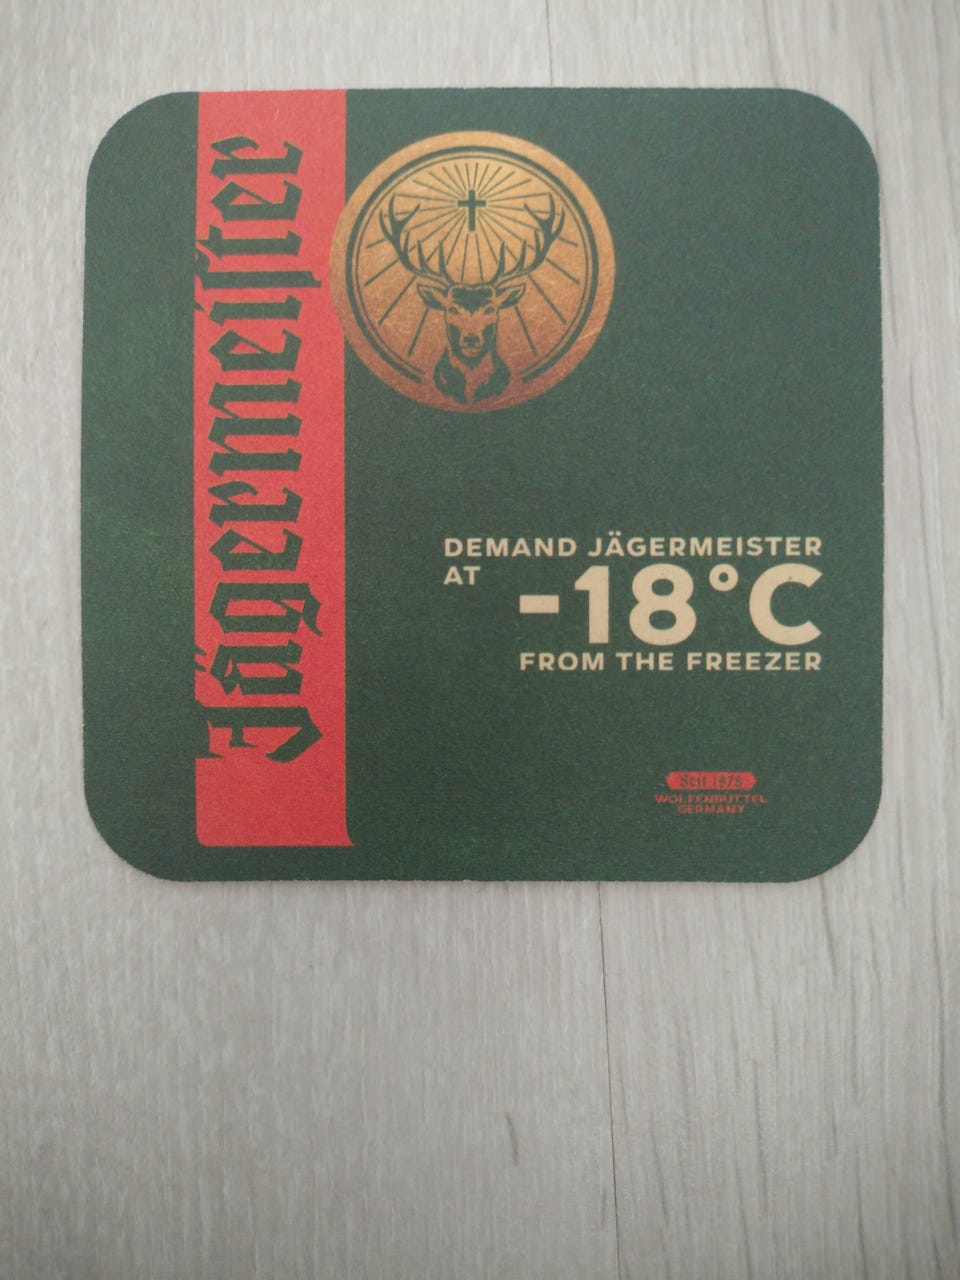 Jägermeiſter
DEMAND JÄGERMEISTER
AT
-18°C
FROM THE FREEZER
Seit 1878
WOLFENBÜTTEL
GERMANY